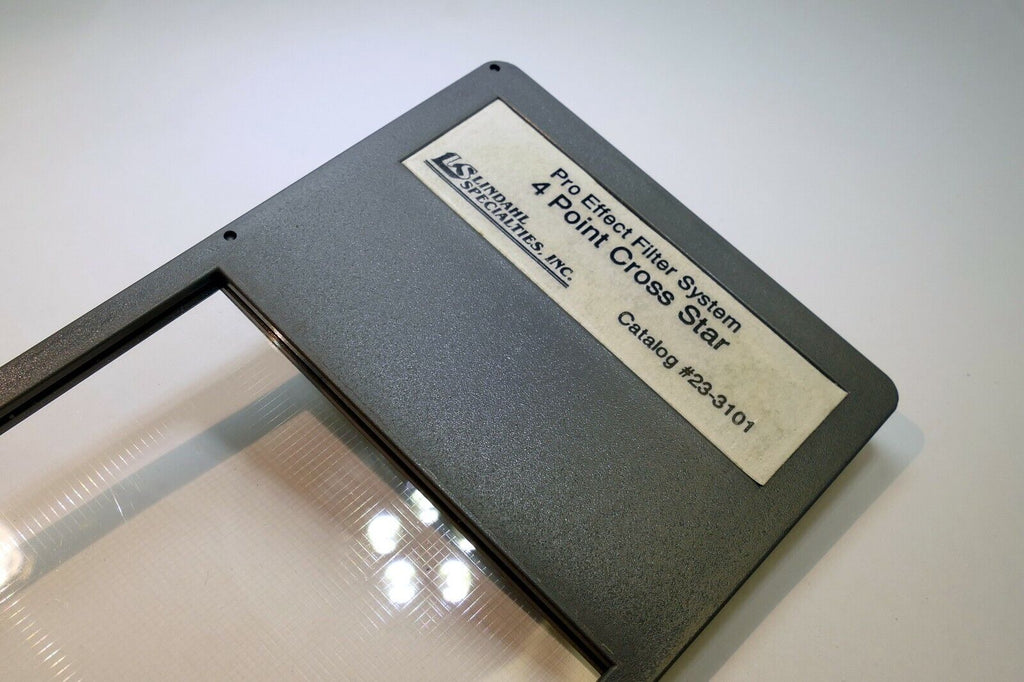 Pro Effect Filter System
4 Point Cross Star
LS LINDAHL
SPECIALTIES, INC.
Catalog #23-3101